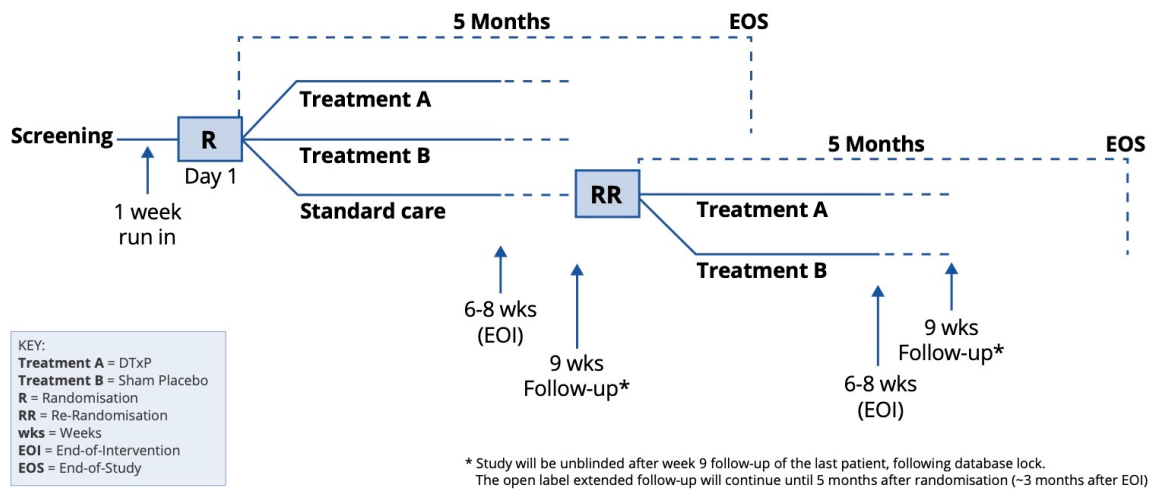 5 Months
EOS
Treatment A
Screening
R
Treatment B
Day 1
5 Months
EOS
1 week
run in
Standard care
RR
Treatment A
Treatment B
6-8 wks
(EOI)
9 wks
Follow-up*
9 wks
Follow-up*
6-8 wks
(EOI)
KEY:
Treatment A = DTxP
Treatment B = Sham Placebo
R = Randomisation
RR = Re-Randomisation
wks = Weeks
EOI = End-of-Intervention
EOS = End-of-Study
* Study will be unblinded after week 9 follow-up of the last patient, following database lock.
The open label extended follow-up will continue until 5 months after randomisation (~3 months after EOI)